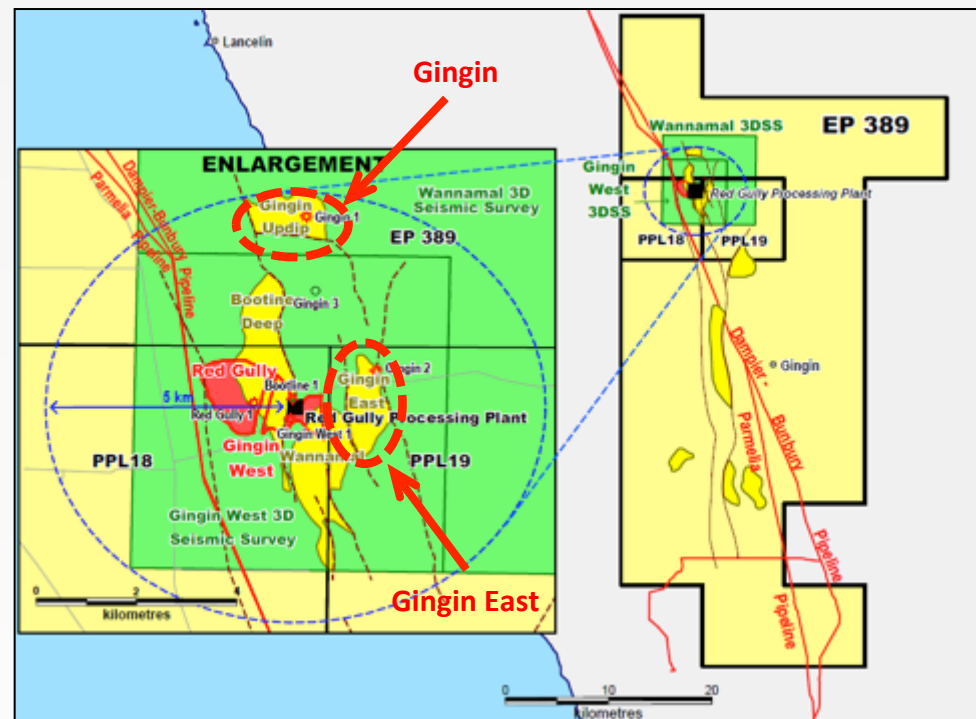 Lancelin
Gingin
ENLARGEMENT
Wannamal 3D
Seismic Survey
Dampier-Bunbury
Pipeline
Parmelia
Pipeline
Gingin
Updip
Gingin 1
EP 389
Bootine
Deep
Gingin 3
Red Gully
Bootine 1
Gingin
East
Gingin 2
5 km
Red Gully 1
Red Gully Processing Plant
Gingin West 1
Gingin
West
Wannamal
PPL18
PPL19
Gingin West 3D
Seismic Survey
0 2 4
kilometres
Gingin East
Wannamal 3DSS
EP 389
Gingin
West
3DSS
Red Gully Processing Plant
PPL18
PPL19
Gingin
Dampier -
Bunbury
Pipeline
Parmelia
Pipeline
0 10 20
kilometres